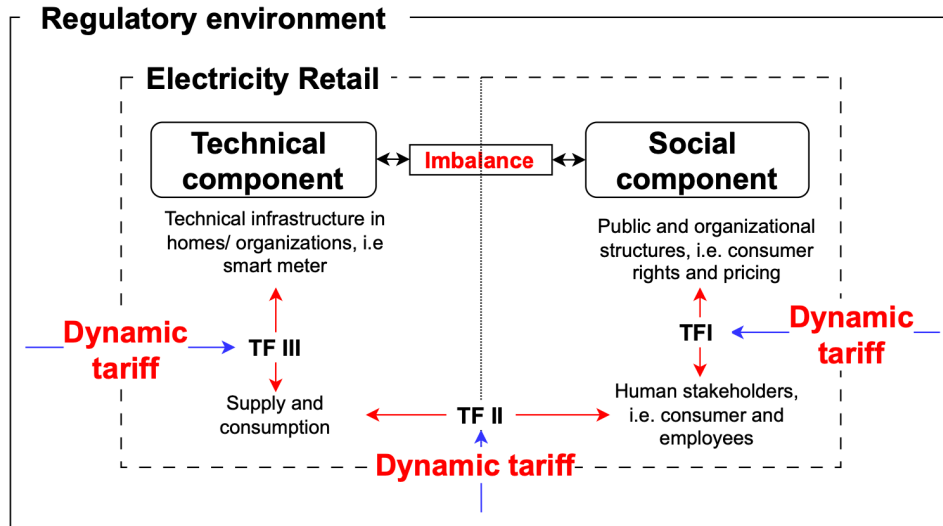 Regulatory environment
Electricity Retail
Technical
component
Imbalance
Social
component
Technical infrastructure in
homes/ organizations, i.e
smart meter
Public and organizational
structures, i.e. consumer
rights and pricing
Dynamic
tariff
TF III
TFI
Dynamic
tariff
Supply and
consumption
TF II
Human stakeholders,
i.e. consumer and
employees
Dynamic tariff